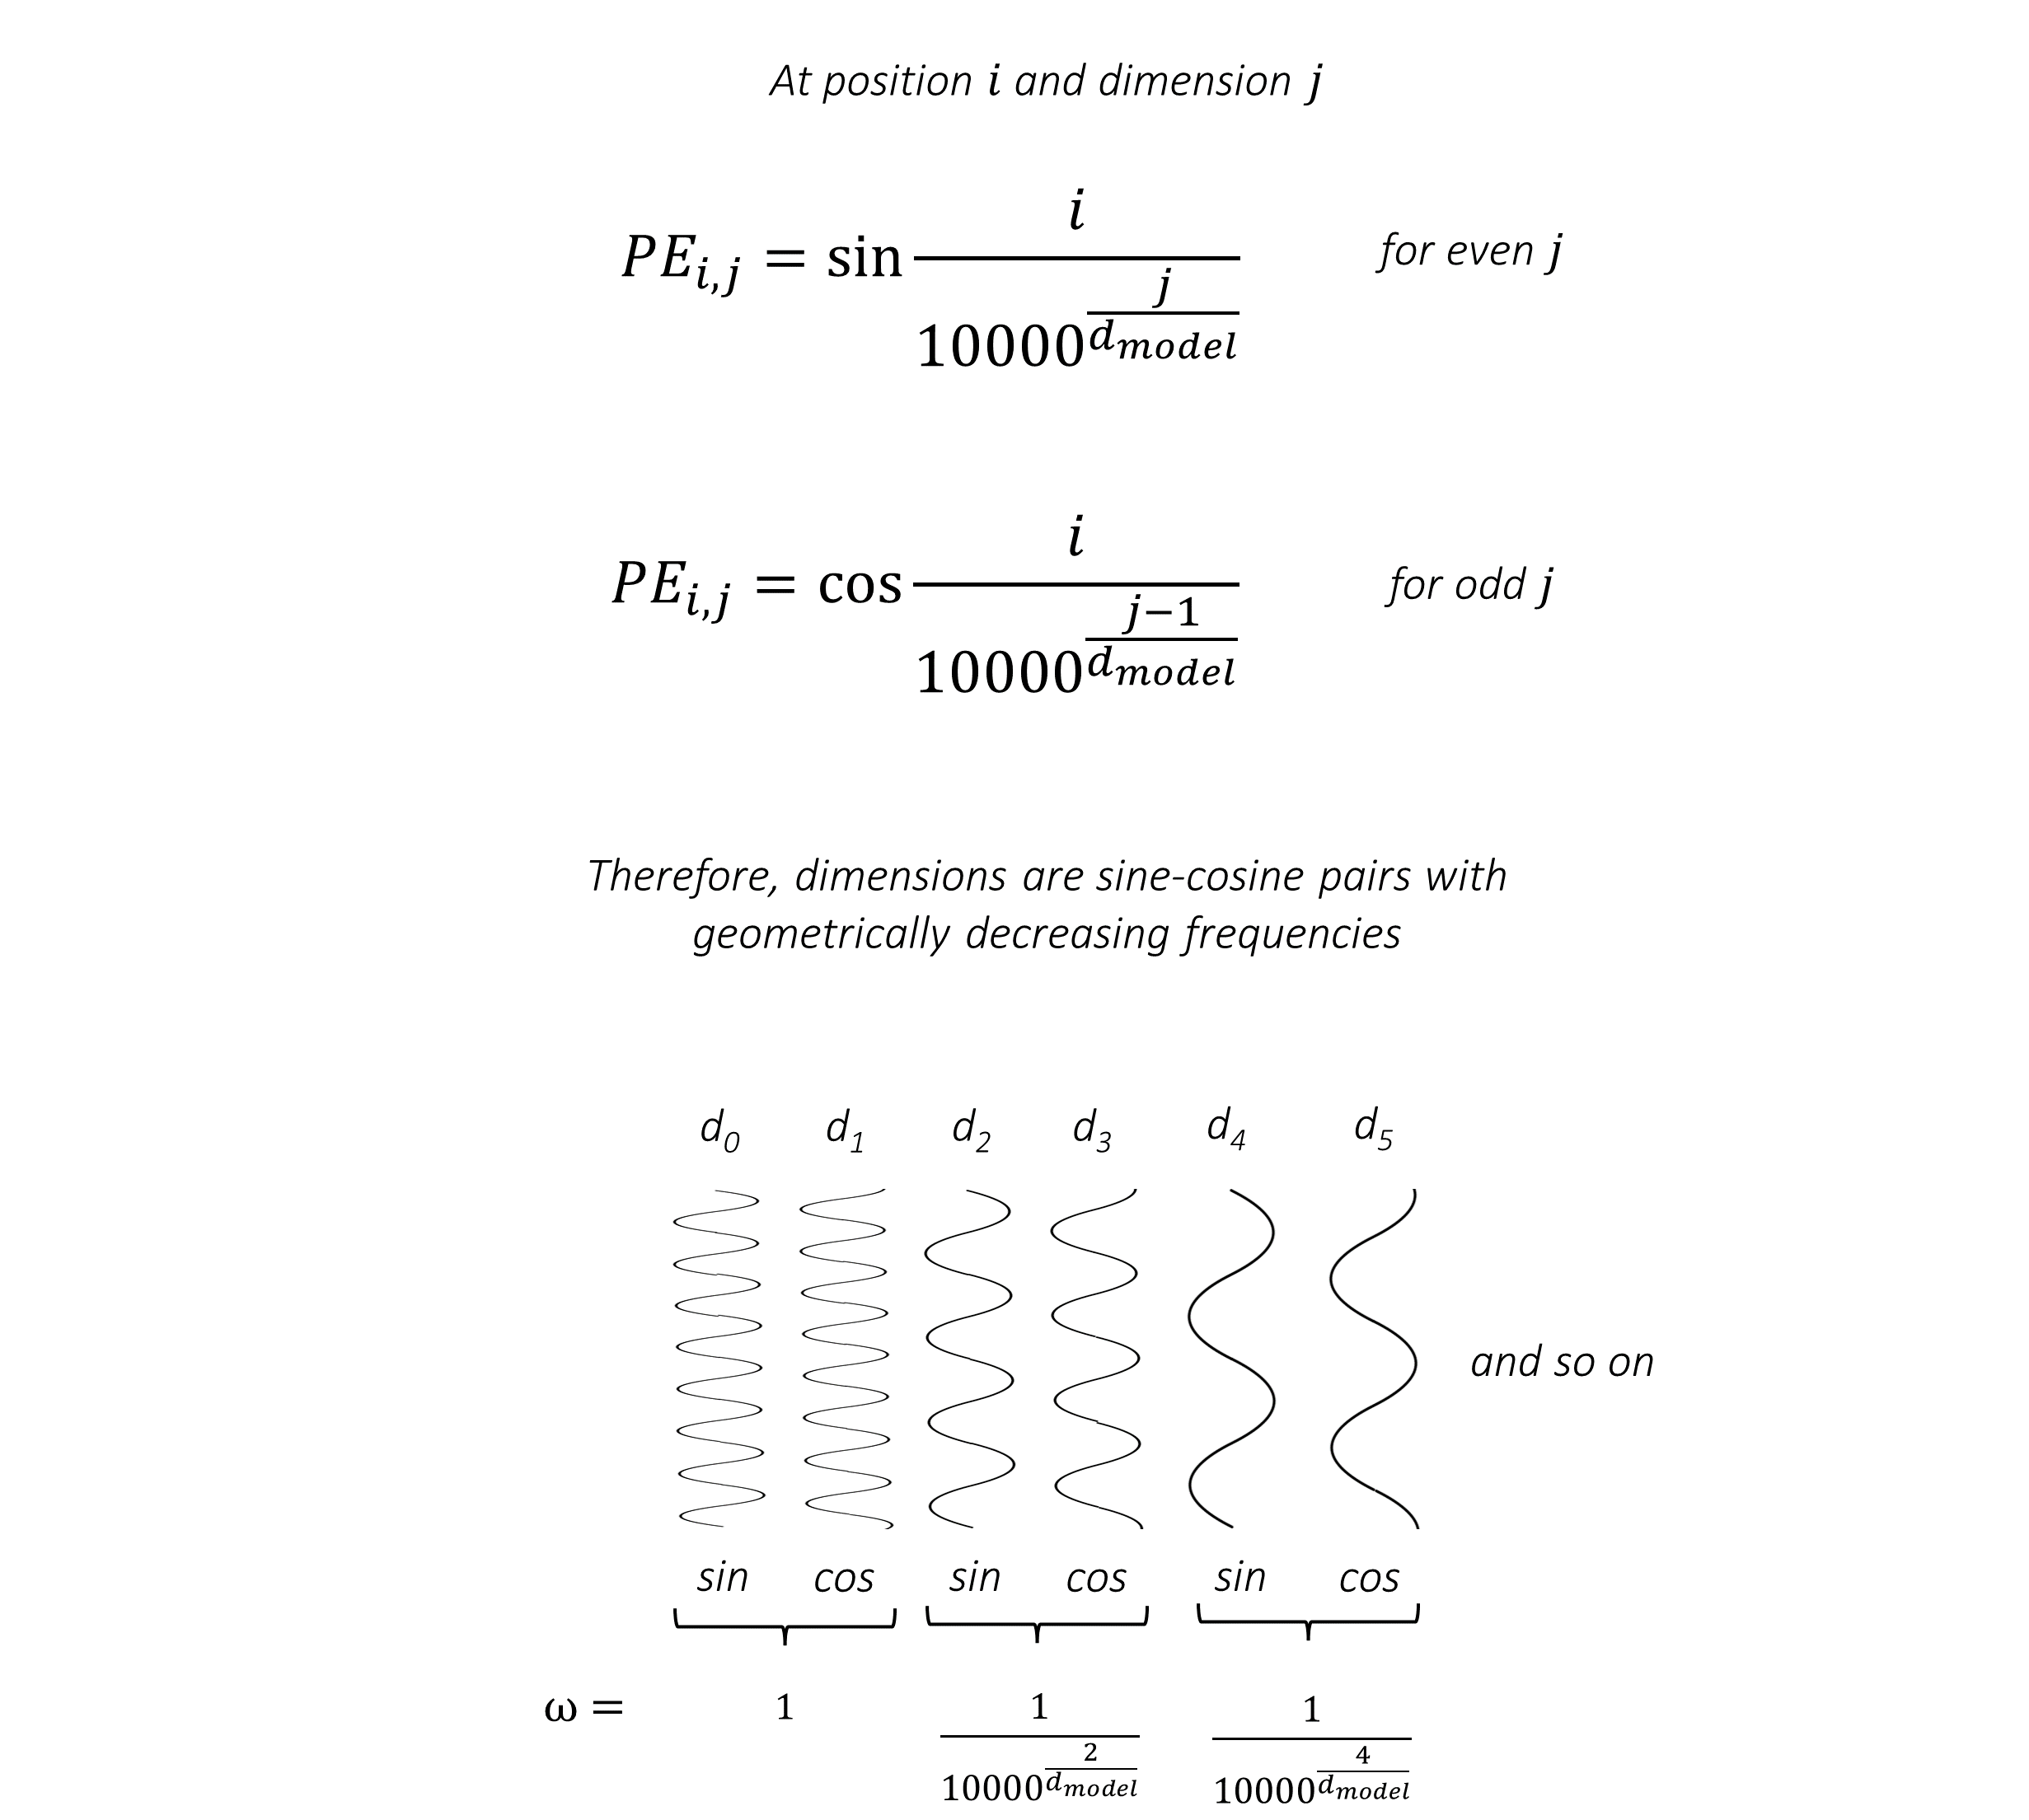 At position i and dimension j
PE_{i,j} = sin \frac{i}{10000^{\frac{j}{d_{model}}}} for even j
PE_{i,j} = cos \frac{i}{10000^{\frac{j-1}{d_{model}}}} for odd j
Therefore, dimensions are sine-cosine pairs with
geometrically decreasing frequencies
d_0 d_1 d_2 d_3 d_4 d_5
and so on
sin cos sin cos sin cos
ω = 1 \frac{1}{10000^{\frac{2}{d_{model}}}} \frac{1}{10000^{\frac{4}{d_{model}}}}